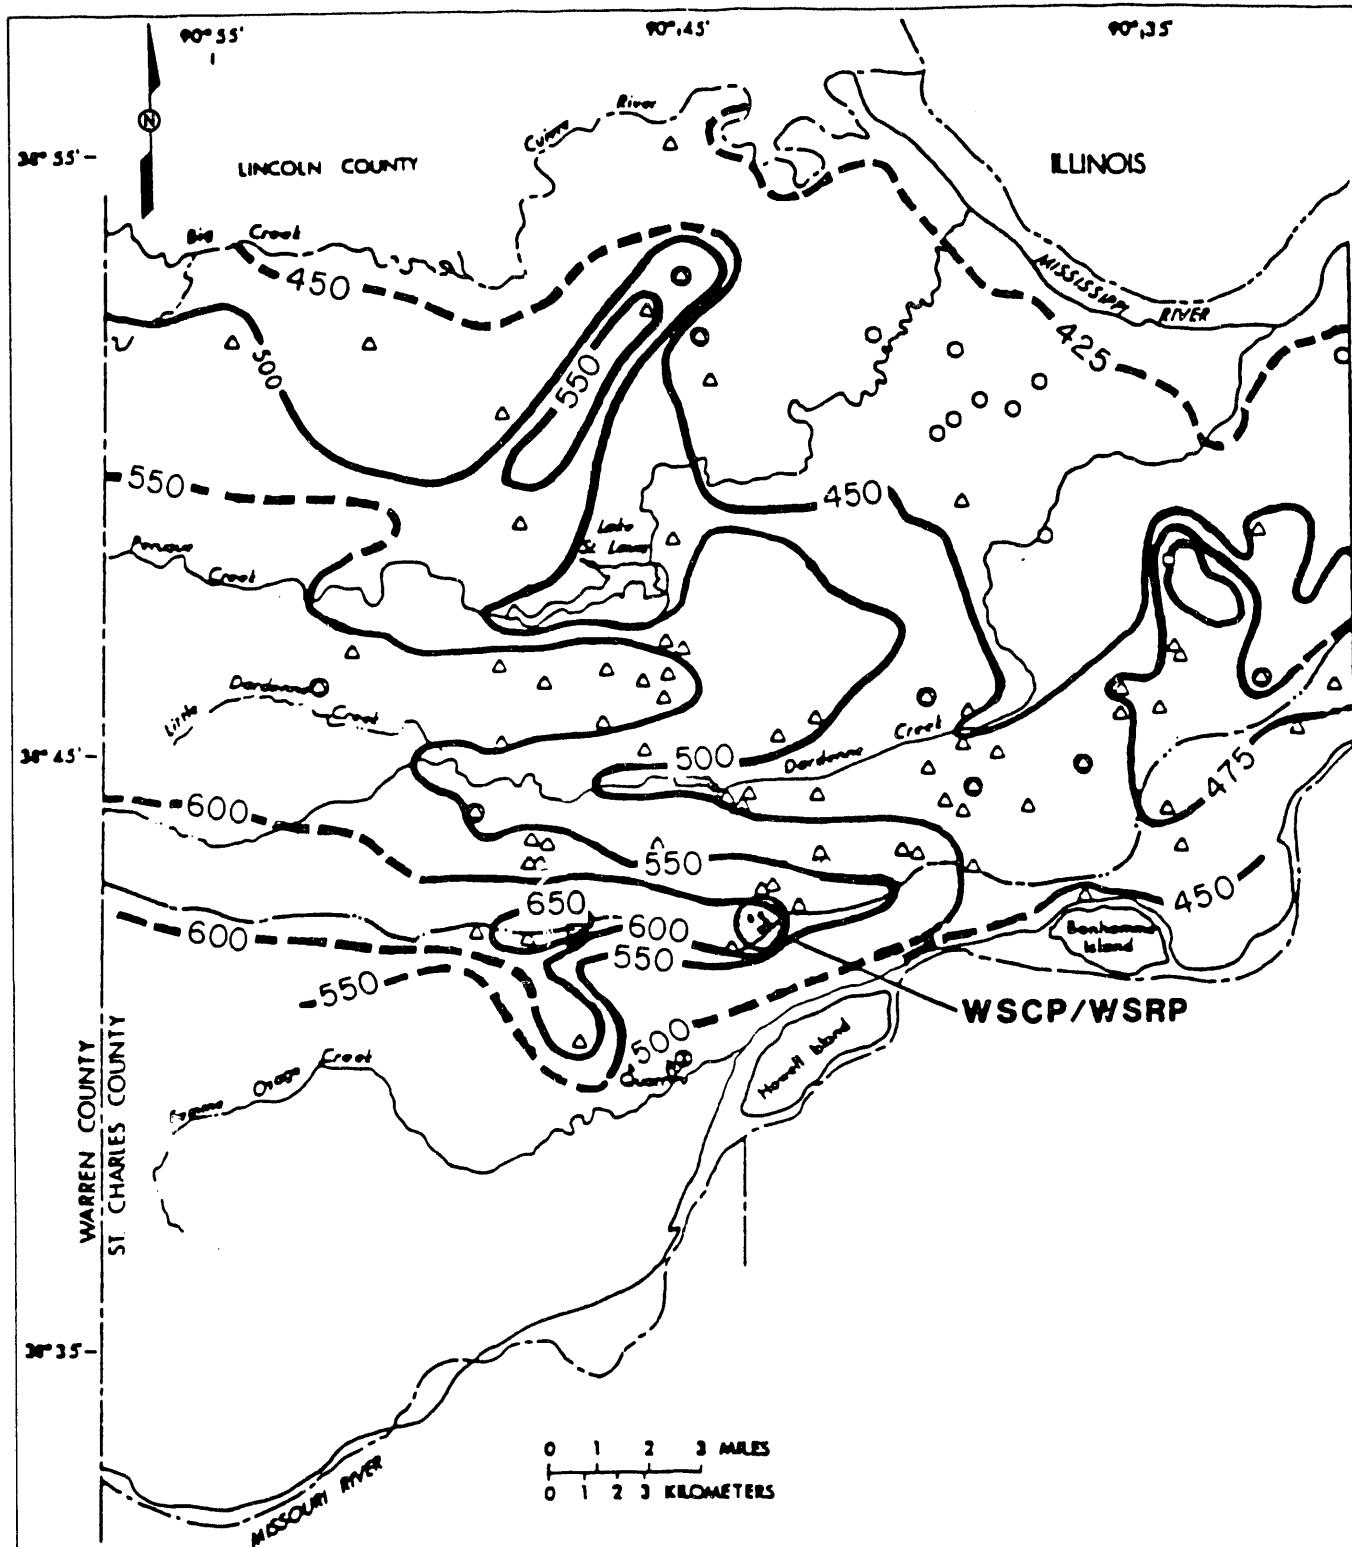 90°55'
90°45'
90°35'
N
38°55'
LINCOLN COUNTY
Cuivre River
ILLINOIS
Big Creek
450
MISSISSIPPI RIVER
425
500
550
550
450
Peruque Creek
Lake St. Louis
Dardenne
Little
Creek
38°45'
500
Dardenne Creek
475
600
550
450
650
600
600
550
Bonhomme Island
550
500
WSCP/WSRP
Howell Island
Quarry
Femme Osage Creek
WARREN COUNTY
ST. CHARLES COUNTY
38°35'
MISSOURI RIVER
0 1 2 3 MILES
0 1 2 3 KILOMETERS